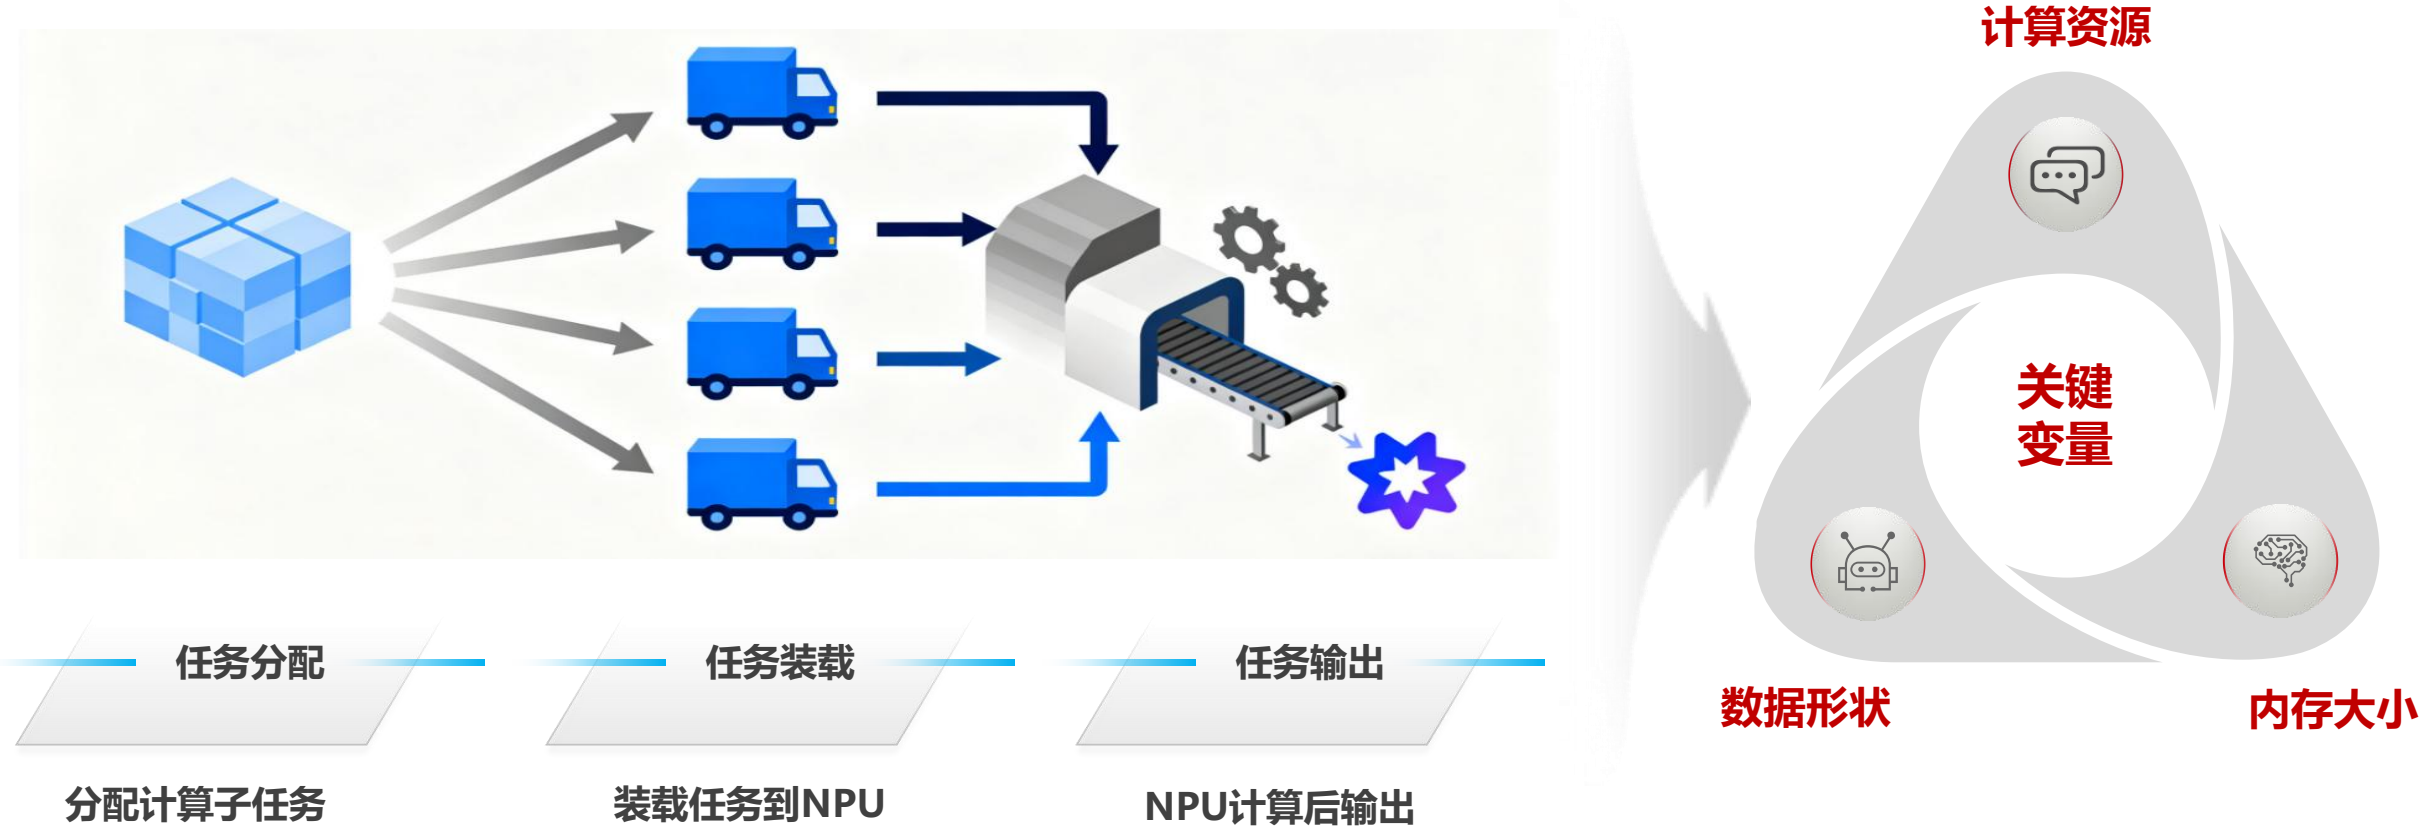 计算资源
关键
变量
数据形状
内存大小
任务分配
任务装载
任务输出
分配计算子任务
装载任务到NPU
NPU计算后输出